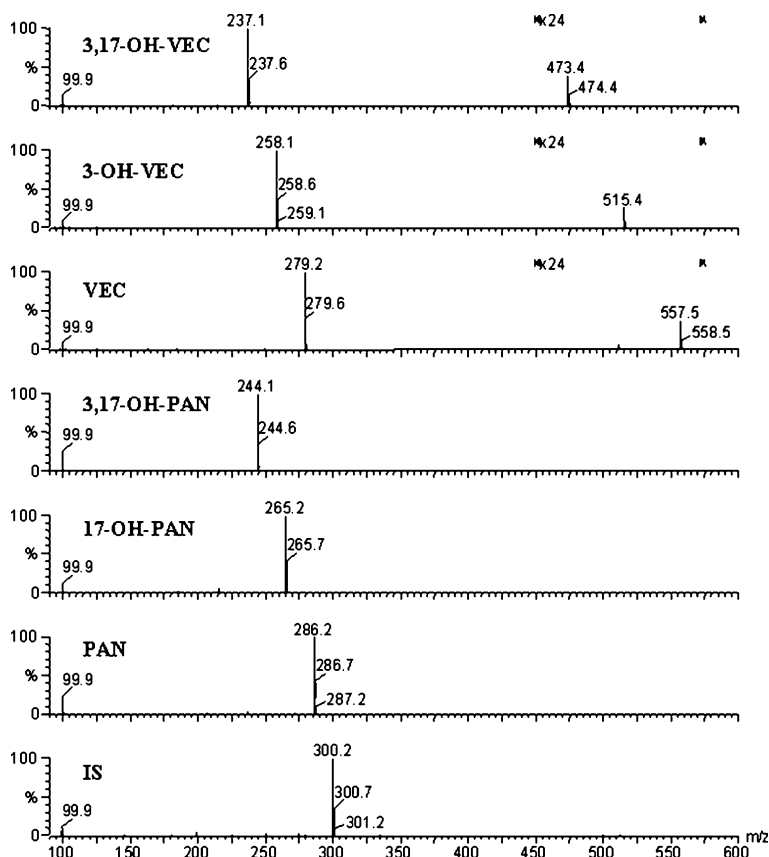 100 237.1 x24
3,17-OH-VEC
% 237.6 473.4
99.9 474.4
0
100 258.1 x24
3-OH-VEC
% 258.6 515.4
99.9 259.1
0
100 279.2 x24
VEC
% 279.6 557.5
99.9 558.5
0
100 244.1
3,17-OH-PAN
% 244.6
99.9
0
100 265.2
17-OH-PAN
% 265.7
99.9
0
100 286.2
PAN
% 286.7
99.9 287.2
0
100 300.2
IS
% 300.7
99.9 301.2
0 m/z
100 150 200 250 300 350 400 450 500 550 600